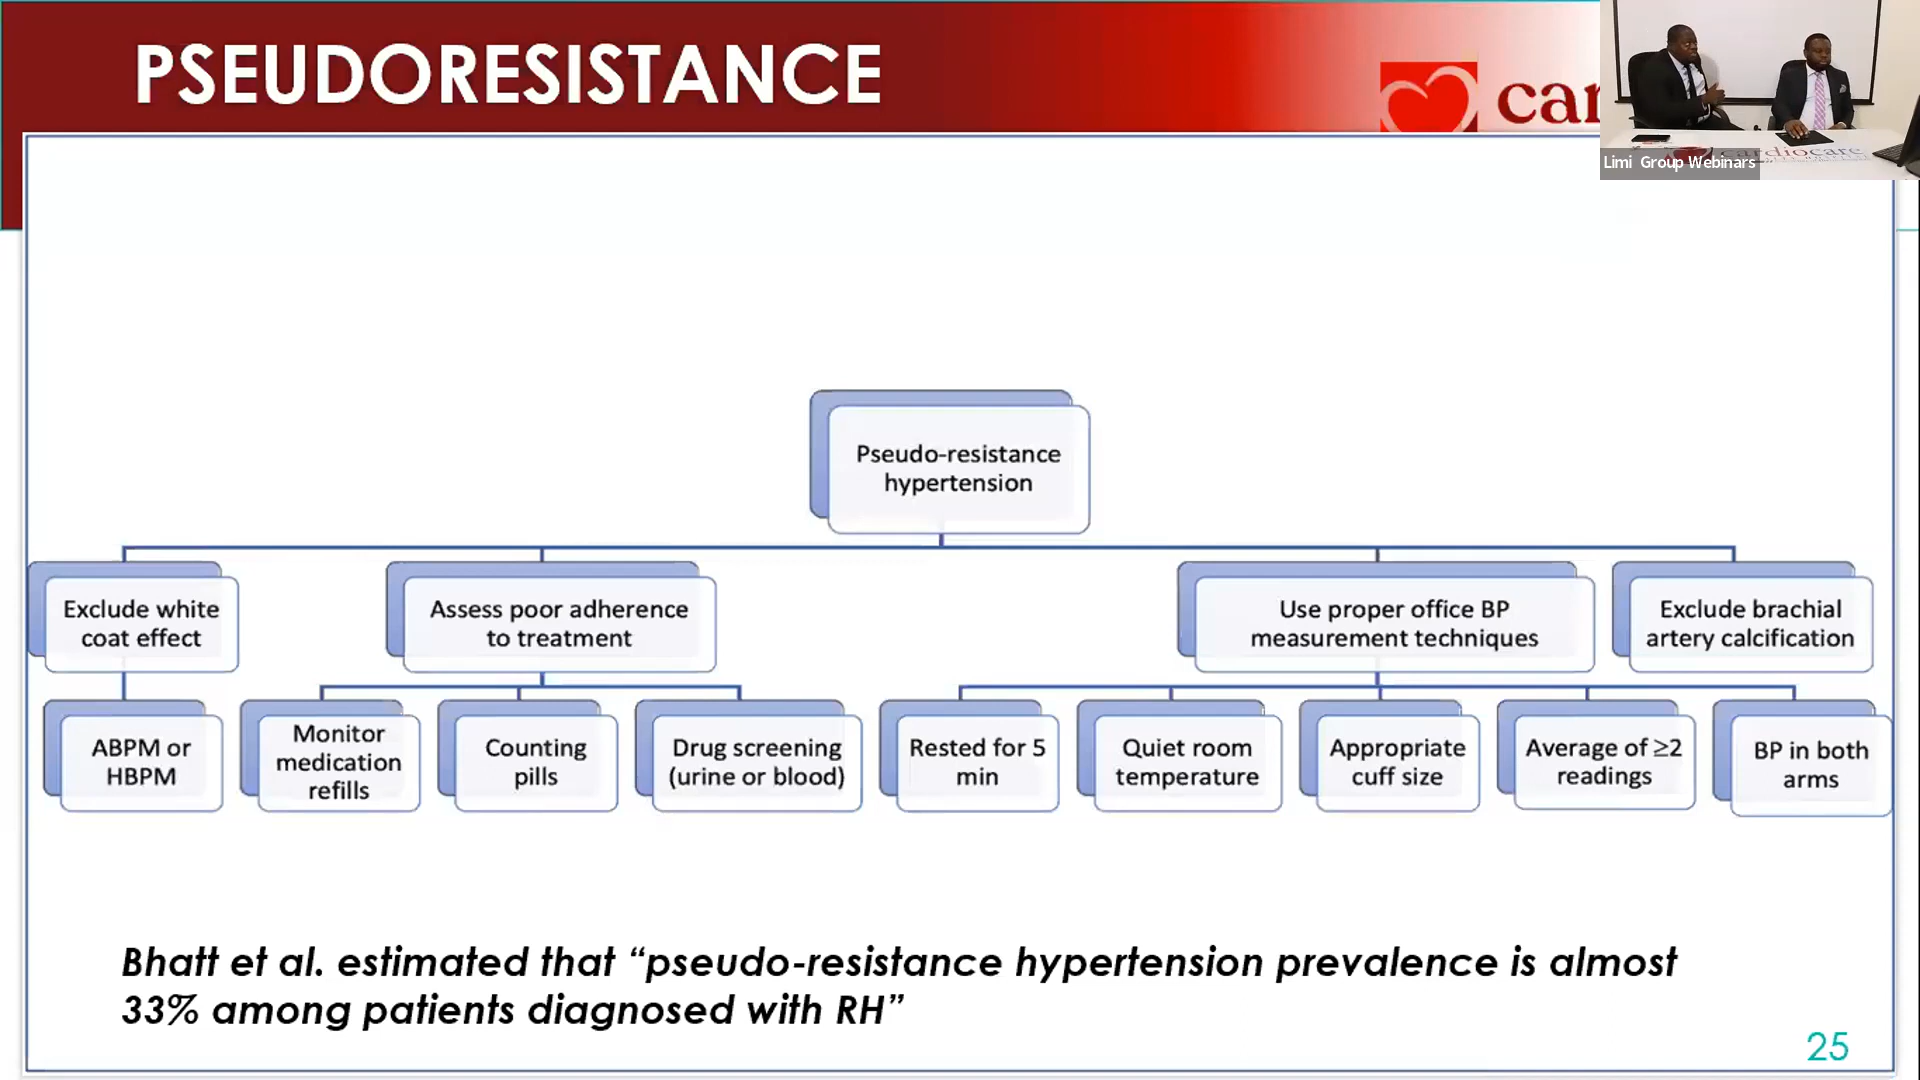 PSEUDORESISTANCE
Limi Group Webinars
cardiocare
Pseudo-resistance
hypertension
Exclude white
coat effect
Assess poor adherence
to treatment
Use proper office BP
measurement techniques
Exclude brachial
artery calcification
ABPM or
HBPM
Monitor
medication
refills
Counting
pills
Drug screening
(urine or blood)
Rested for 5
min
Quiet room
temperature
Appropriate
cuff size
Average of ≥2
readings
BP in both
arms
Bhatt et al. estimated that “pseudo-resistance hypertension prevalence is almost
33% among patients diagnosed with RH”
25